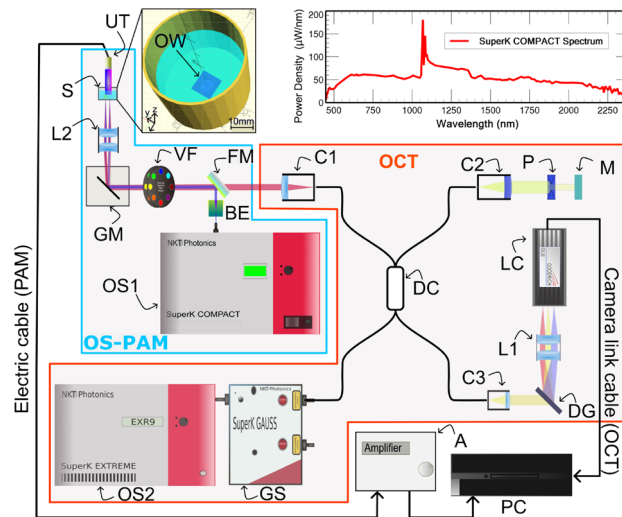 UT
OW
S
L2
VF
FM
GM
BE
y z
x
10mm
Power Density (µW/nm)
200
150
100
50
0
SuperK COMPACT Spectrum
500 750 1000 1250 1500 1750 2000 2250
Wavelength (nm)
OCT
C1
C2
P
M
LC
GOODRICH
DC
L1
C3
DG
NKT Photonics
OS1
SuperK COMPACT
OS-PAM
Electric cable (PAM)
Camera link cable (OCT)
NKT Photonics
EXR9
SuperK EXTREME
OS2
NKT Photonics
SuperK GAUSS
GS
Amplifier
A
PC